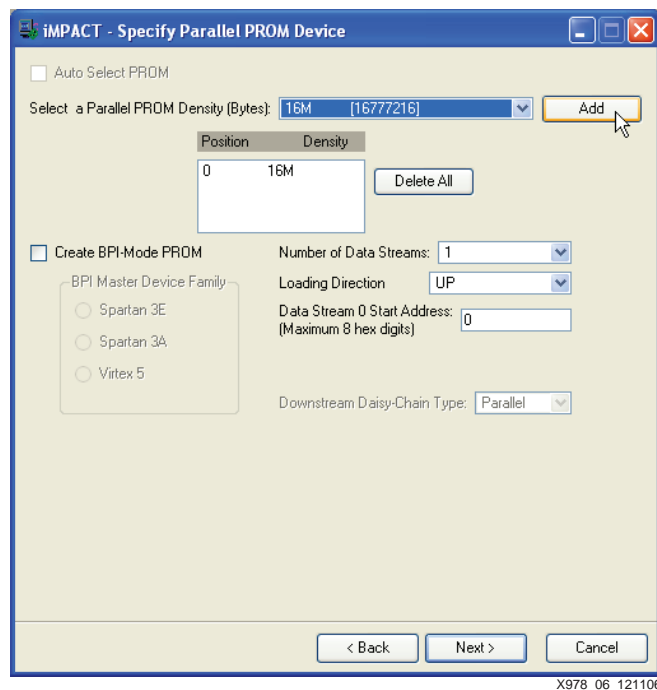 iMPACT - Specify Parallel PROM Device
Auto Select PROM
Select a Parallel PROM Density (Bytes): 16M [16777216] Add
Position Density
0 16M
Delete All
Create BPI-Mode PROM
Number of Data Streams: 1
BPI Master Device Family
Loading Direction UP
Spartan 3E
Data Stream 0 Start Address: 0
(Maximum 8 hex digits)
Spartan 3A
Virtex 5
Downstream Daisy-Chain Type: Parallel
< Back Next > Cancel
X978_06_121106